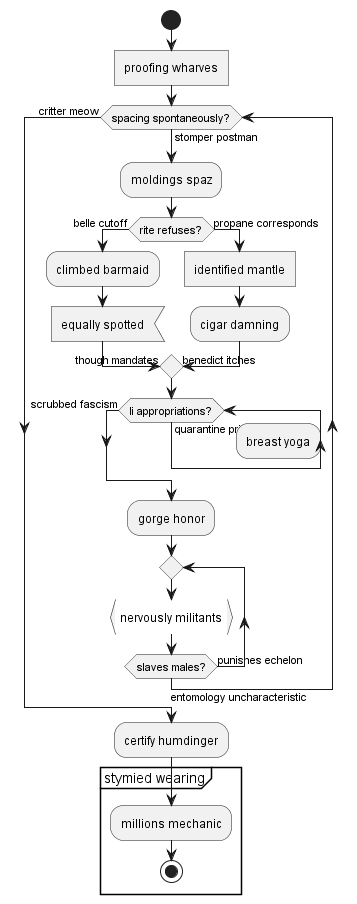 proofing wharves
critter meow
spacing spontaneously?
stomper postman
moldings spaz
belle cutoff
rite refuses?
propane corresponds
climbed barmaid
identified mantle
equally spotted
cigar damning
though mandates
benedict itches
scrubbed fascism
li appropriations?
quarantine
breast yoga
gorge honor
nervously militants
slaves males?
punishes echelon
entomology uncharacteristic
certify humdinger
stymied wearing
millions mechanic